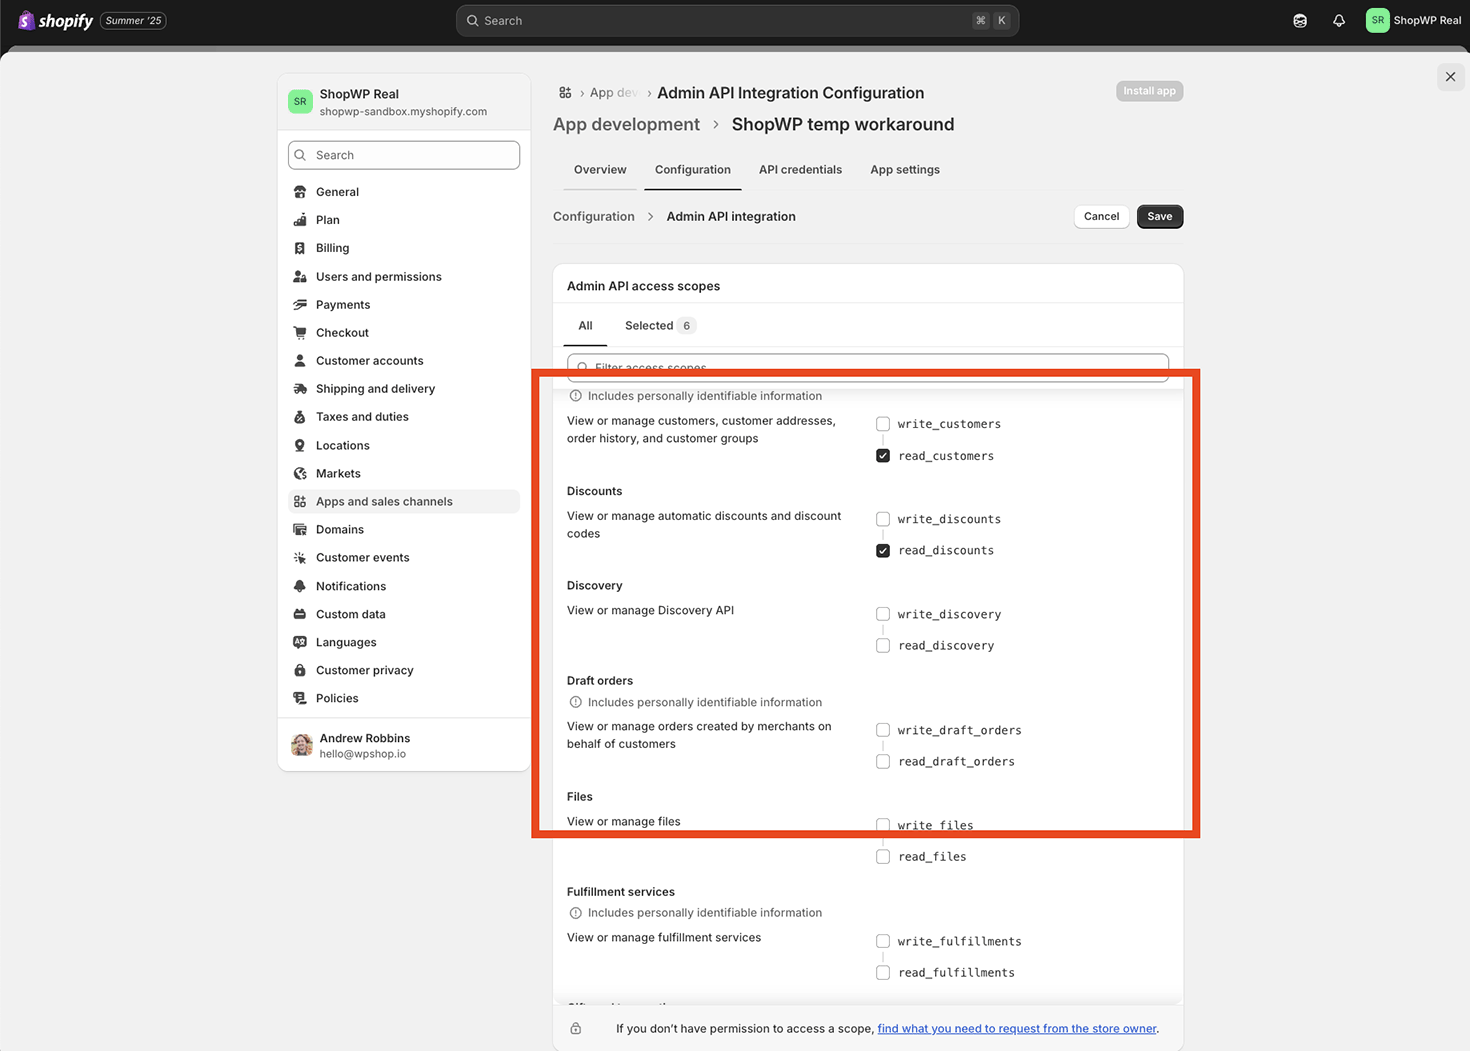 shopify
Summer '25
Search
⌘ K
SR
ShopWP Real
SR
ShopWP Real
shopwp-sandbox.myshopify.com
Search
General
Plan
Billing
Users and permissions
Payments
Checkout
Customer accounts
Shipping and delivery
Taxes and duties
Locations
Markets
Apps and sales channels
Domains
Customer events
Notifications
Custom data
Languages
Customer privacy
Policies
Andrew Robbins
hello@wpshop.io
App dev › Admin API Integration Configuration
Install app
App development › ShopWP temp workaround
Overview
Configuration
API credentials
App settings
Configuration › Admin API integration
Cancel
Save
Admin API access scopes
All
Selected 6
Filter access scopes
Includes personally identifiable information
View or manage customers, customer addresses,
order history, and customer groups
write_customers
read_customers
Discounts
View or manage automatic discounts and discount
codes
write_discounts
read_discounts
Discovery
View or manage Discovery API
write_discovery
read_discovery
Draft orders
Includes personally identifiable information
View or manage orders created by merchants on
behalf of customers
write_draft_orders
read_draft_orders
Files
View or manage files
write_files
read_files
Fulfillment services
Includes personally identifiable information
View or manage fulfillment services
write_fulfillments
read_fulfillments
If you don't have permission to access a scope, find what you need to request from the store owner.